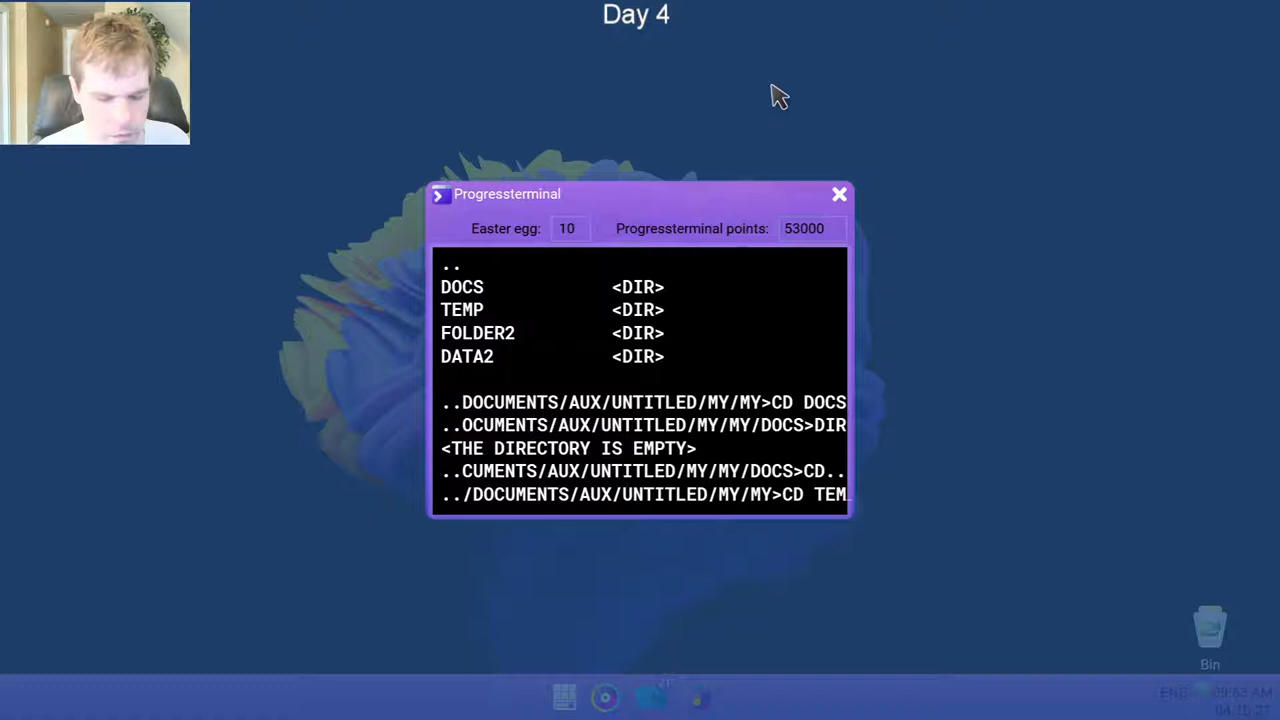 Day 4
Progressterminal
Easter egg: 10 Progressterminal points: 53000
..
DOCS <DIR>
TEMP <DIR>
FOLDER2 <DIR>
DATA2 <DIR>
..DOCUMENTS/AUX/UNTITLED/MY/MY>CD DOCS
..OCUMENTS/AUX/UNTITLED/MY/MY/DOCS>DIR
<THE DIRECTORY IS EMPTY>
..CUMENTS/AUX/UNTITLED/MY/MY/DOCS>CD..
../DOCUMENTS/AUX/UNTITLED/MY/MY>CD TEM_
Bin